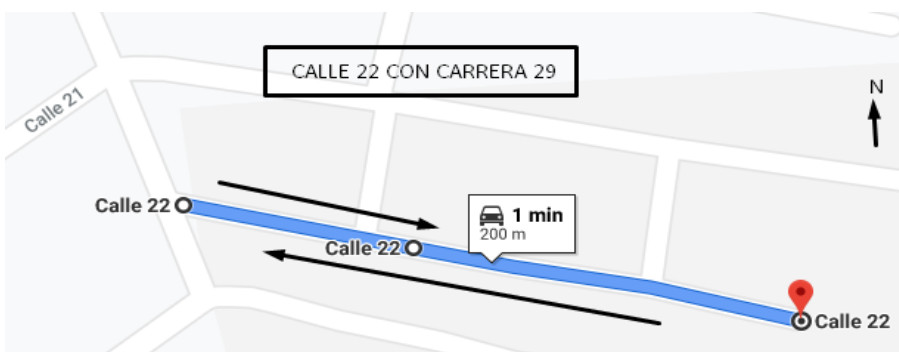 CALLE 22 CON CARRERA 29
N
Calle 21
Calle 22
1 min
200 m
Calle 22
Calle 22